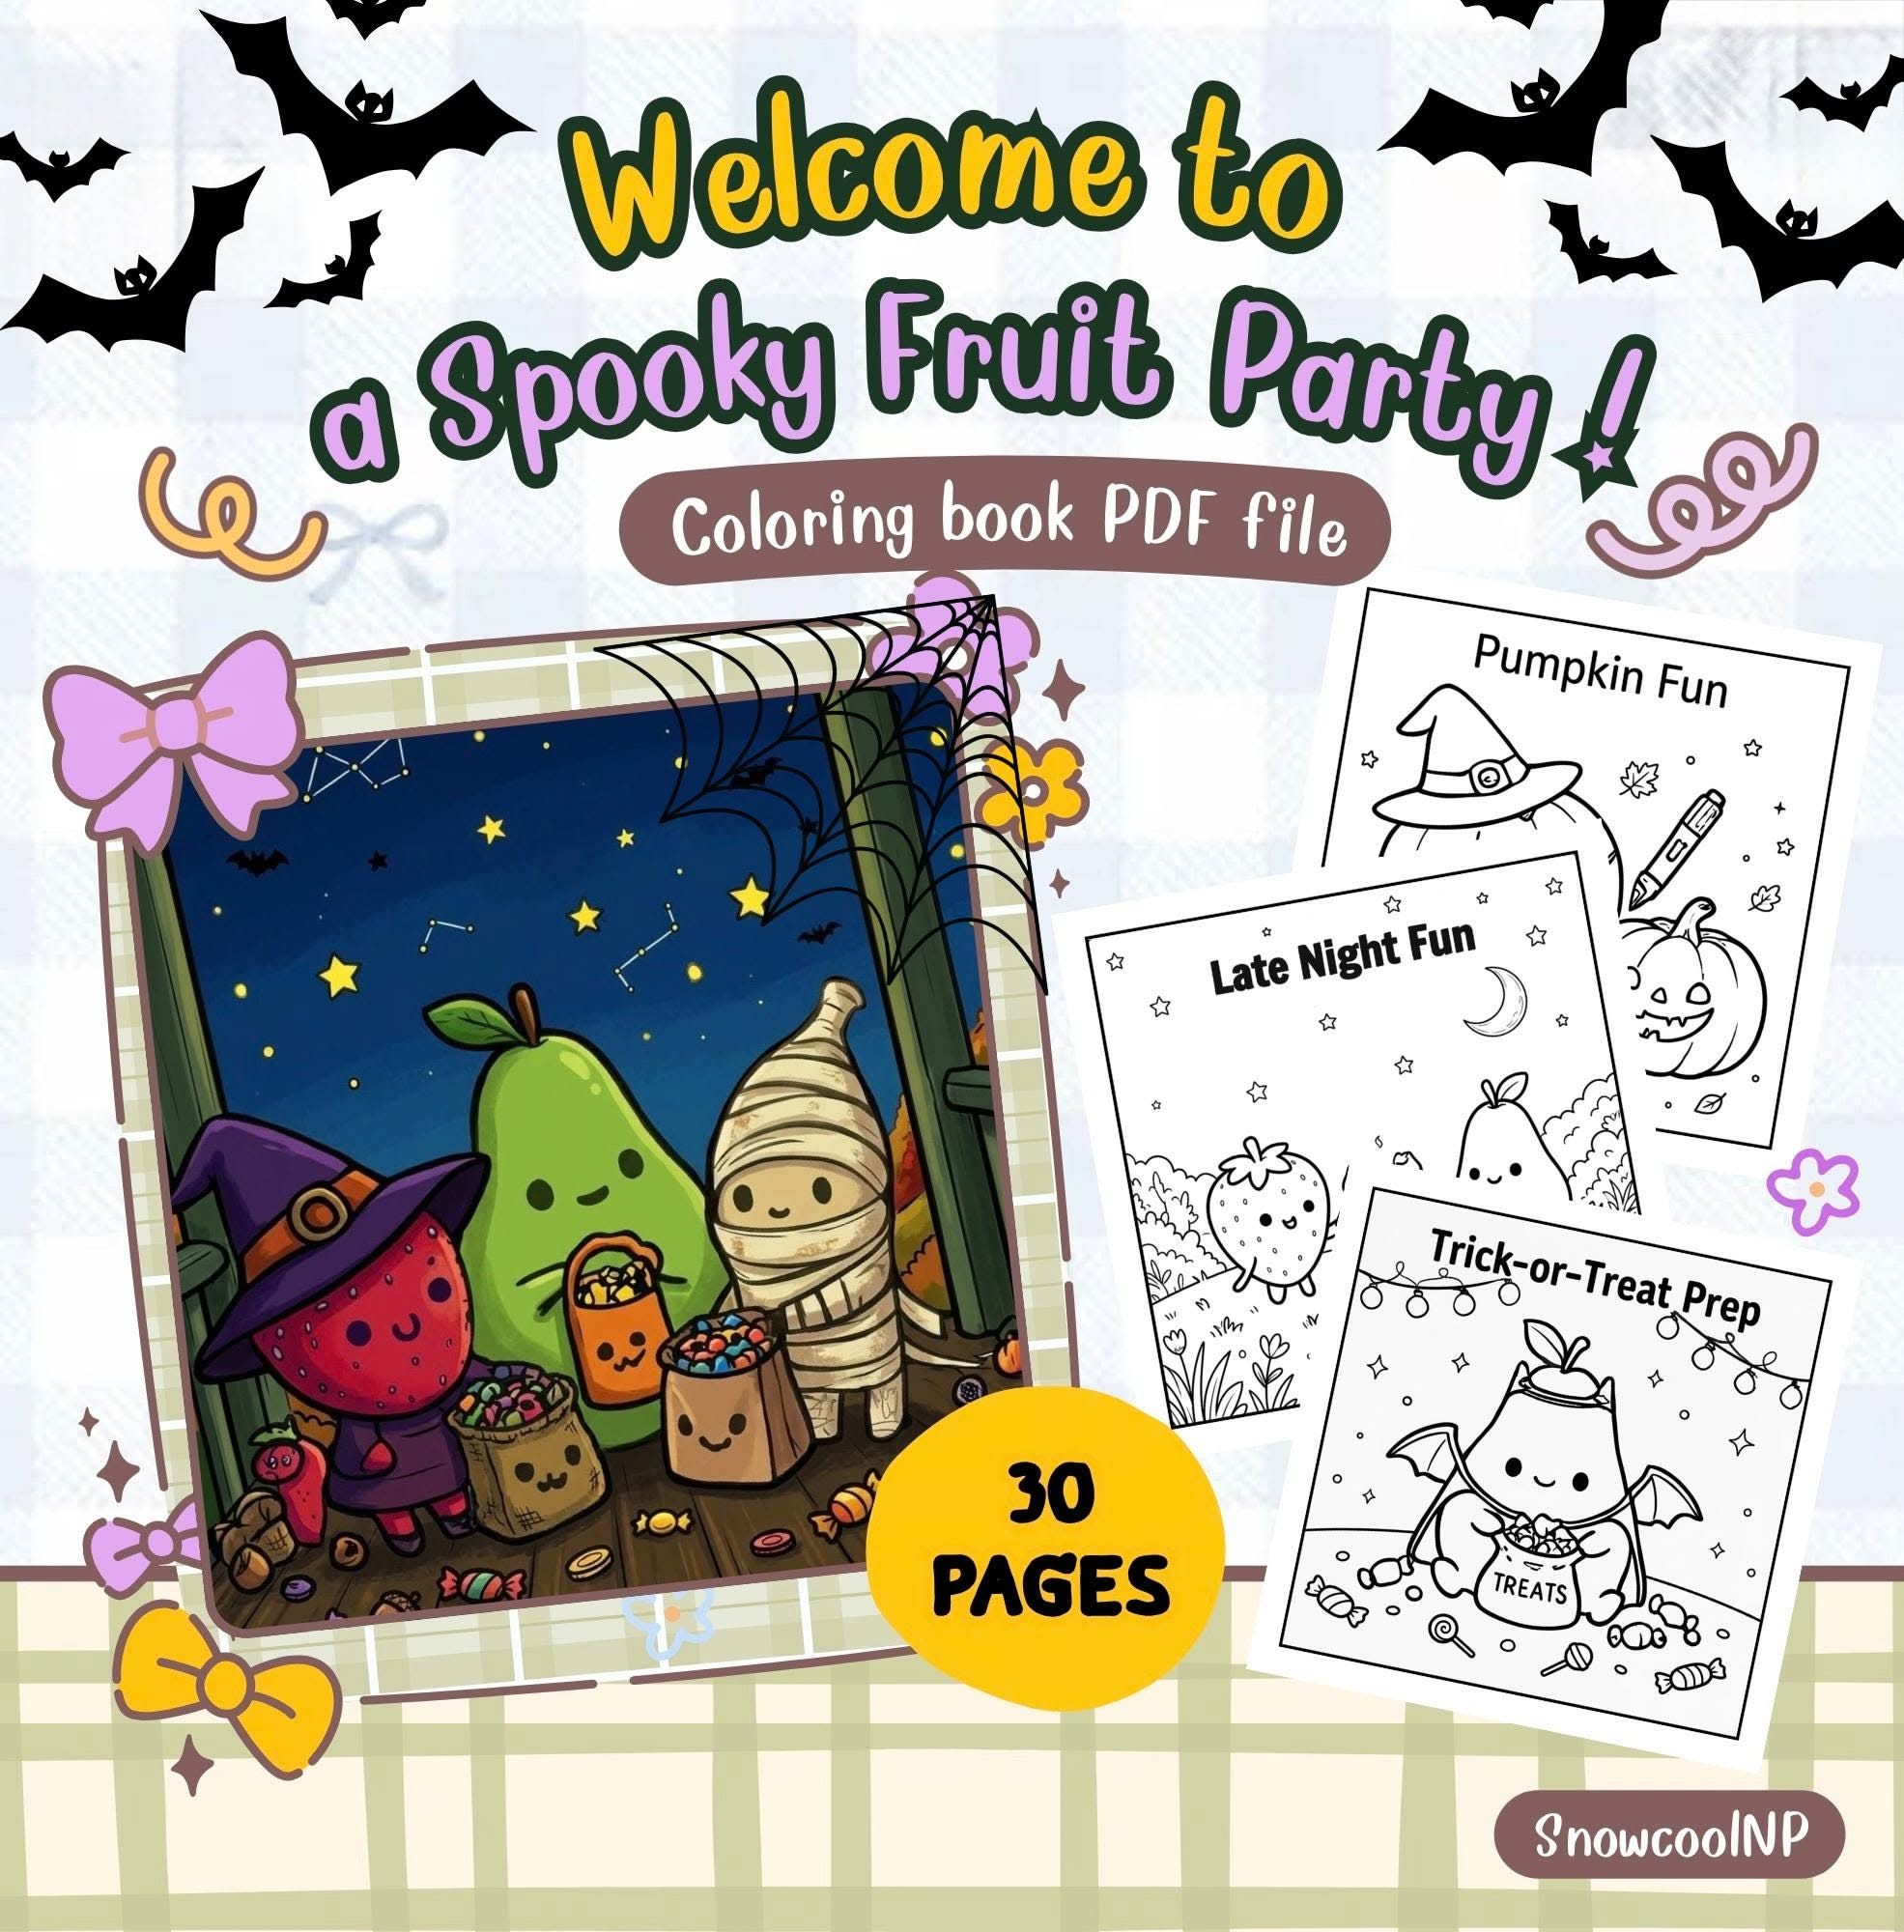 Welcome to
a Spooky Fruit Party!
Coloring book PDF file
Pumpkin Fun
Late Night Fun
Trick-or-Treat Prep
TREATS
30
PAGES
SnowcoolNP